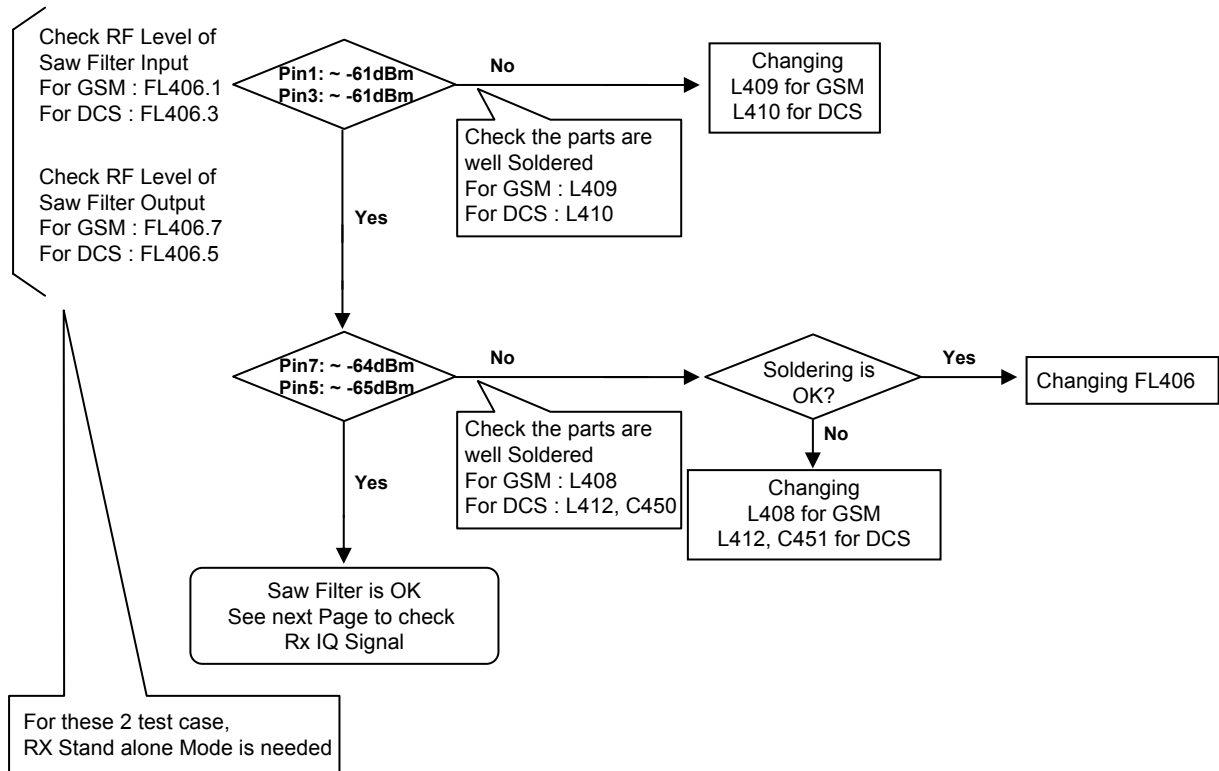 Check RF Level of
Saw Filter Input
For GSM : FL406.1
For DCS : FL406.3
Check RF Level of
Saw Filter Output
For GSM : FL406.7
For DCS : FL406.5
Pin1: ~ -61dBm
Pin3: ~ -61dBm
No
Changing
L409 for GSM
L410 for DCS
Check the parts are
well Soldered
For GSM : L409
For DCS : L410
Yes
Pin7: ~ -64dBm
Pin5: ~ -65dBm
No
Soldering is
OK?
Yes
Changing FL406
Check the parts are
well Soldered
For GSM : L408
For DCS : L412, C450
No
Changing
L408 for GSM
L412, C451 for DCS
Yes
Saw Filter is OK
See next Page to check
Rx IQ Signal
For these 2 test case,
RX Stand alone Mode is needed